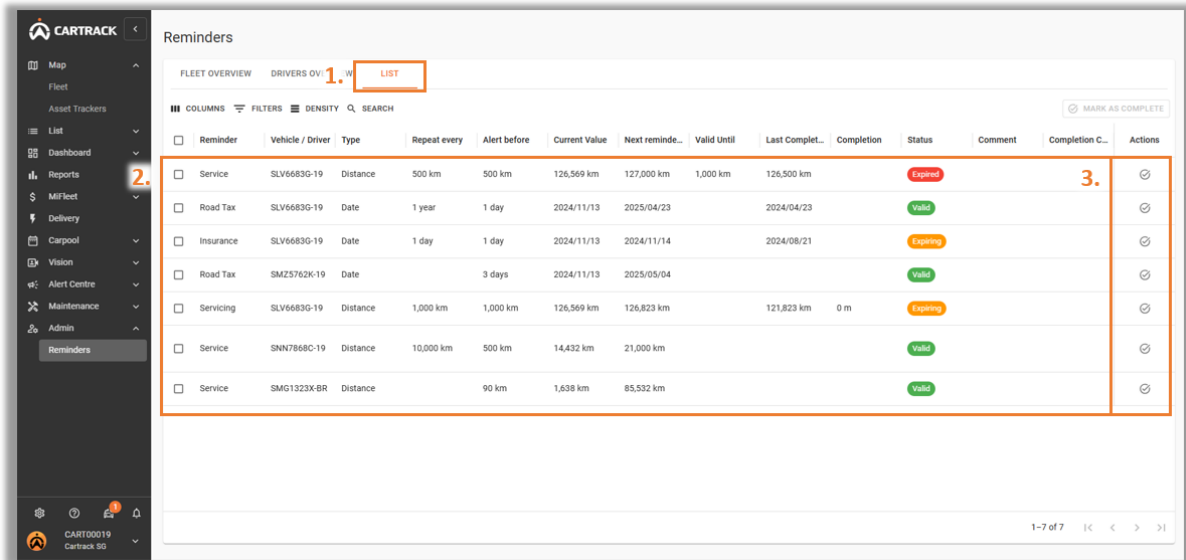 CARTRACK
Map
Fleet
Asset Trackers
List
Dashboard
Reports
MiFleet
Delivery
Carpool
Vision
Alert Centre
Maintenance
Admin
Reminders
1
CART00019
Cartrack SG
Reminders
FLEET OVERVIEW DRIVERS OV W 1. LIST
COLUMNS FILTERS DENSITY SEARCH MARK AS COMPLETE
Reminder Vehicle / Driver Type Repeat every Alert before Current Value Next reminde... Valid Until Last Complet... Completion Status Comment Completion C... Actions
2. 3.
Service SLV6683G-19 Distance 500 km 500 km 126,569 km 127,000 km 1,000 km 126,500 km Expired
Road Tax SLV6683G-19 Date 1 year 1 day 2024/11/13 2025/04/23 2024/04/23 Valid
Insurance SLV6683G-19 Date 1 day 1 day 2024/11/13 2024/11/14 2024/08/21 Expiring
Road Tax SMZ5762K-19 Date 3 days 2024/11/13 2025/05/04 Valid
Servicing SLV6683G-19 Distance 1,000 km 1,000 km 126,569 km 126,823 km 121,823 km 0 m Expiring
Service SNN7868C-19 Distance 10,000 km 500 km 14,432 km 21,000 km Valid
Service SMG1323X-BR Distance 90 km 1,638 km 85,532 km Valid
1–7 of 7